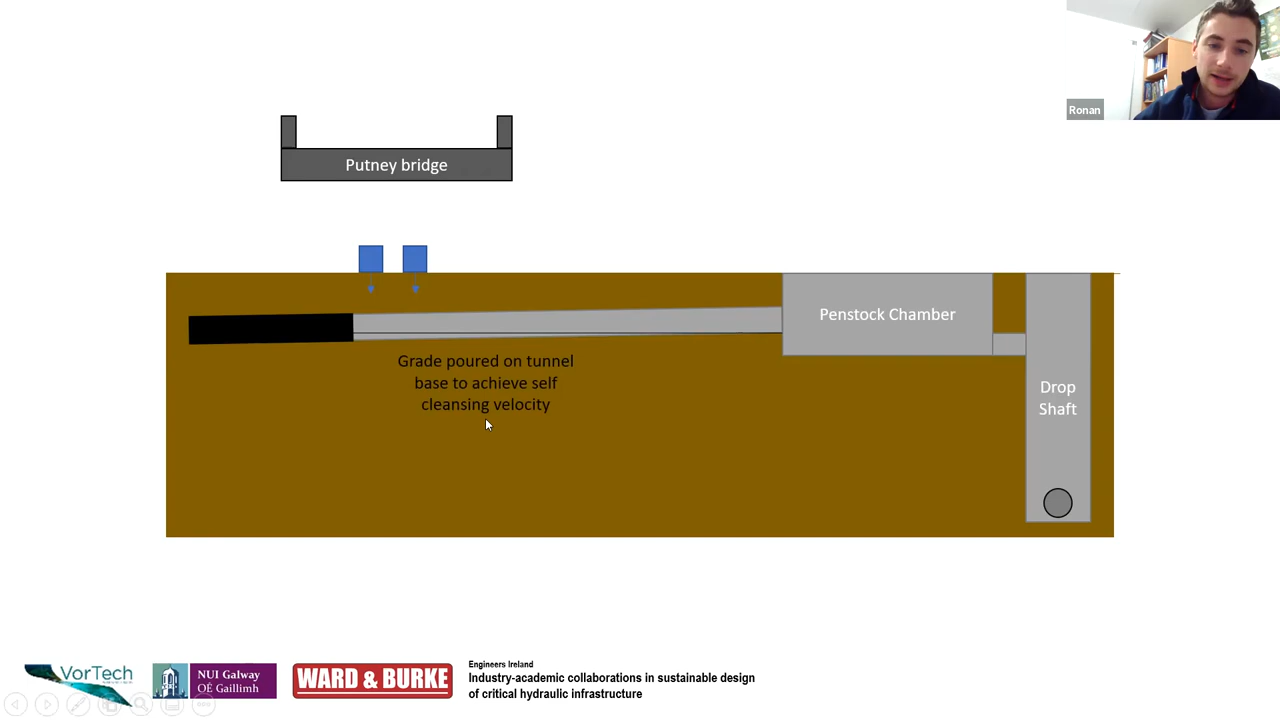 Ronan
Putney bridge
Penstock Chamber
Grade poured on tunnel
base to achieve self
cleansing velocity
Drop
Shaft
VorTech
NUI Galway
OÉ Gaillimh
WARD & BURKE
Engineers Ireland
Industry-academic collaborations in sustainable design
of critical hydraulic infrastructure